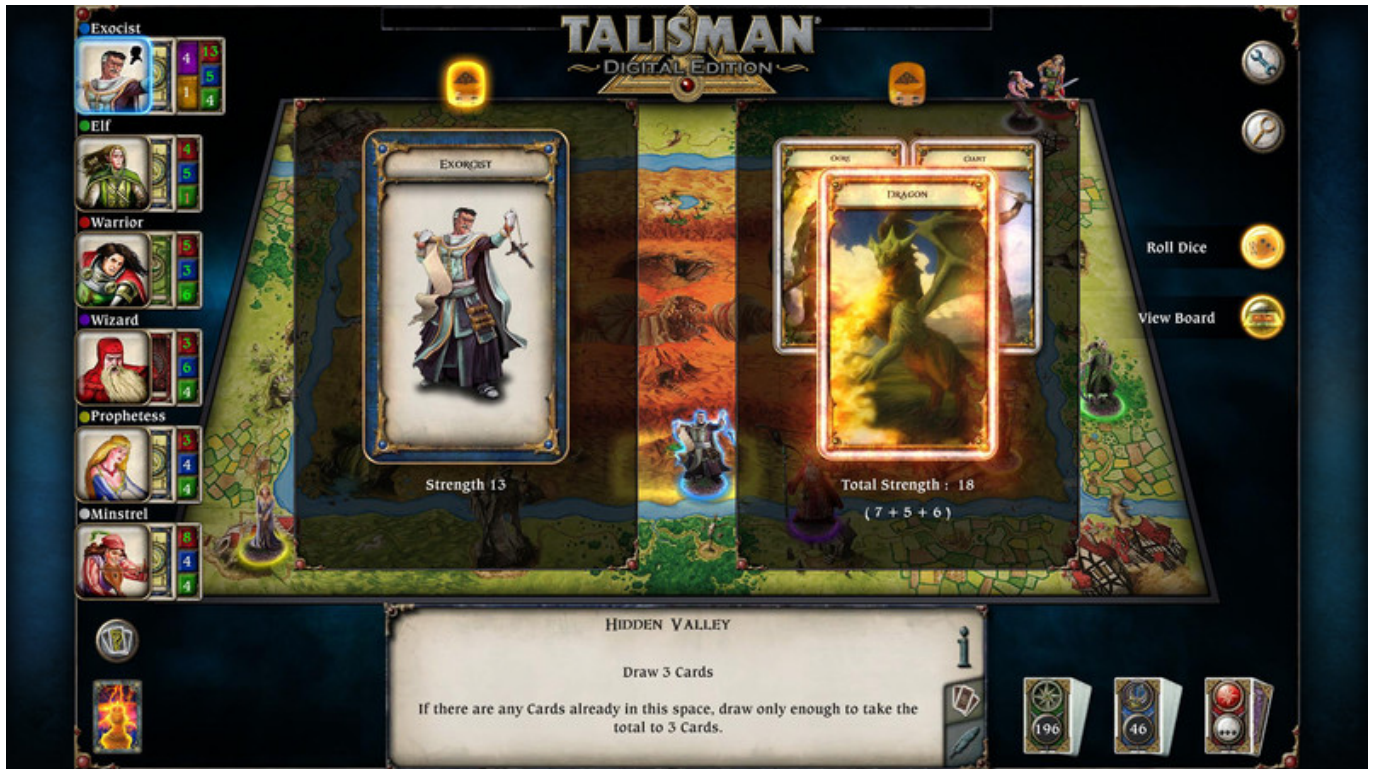 TALISMAN
DIGITAL EDITION
Exocist
4
13
5
1
4
Elf
4
5
1
Warrior
5
3
6
Wizard
3
6
4
Prophetess
3
4
4
Minstrel
8
4
4
EXORCIST
Strength 13
OGRE
GIANT
DRAGON
Total Strength : 18
( 7 + 5 + 6 )
Roll Dice
View Board
HIDDEN VALLEY
Draw 3 Cards
If there are any Cards already in this space, draw only enough to take the
total to 3 Cards.
i
196
46